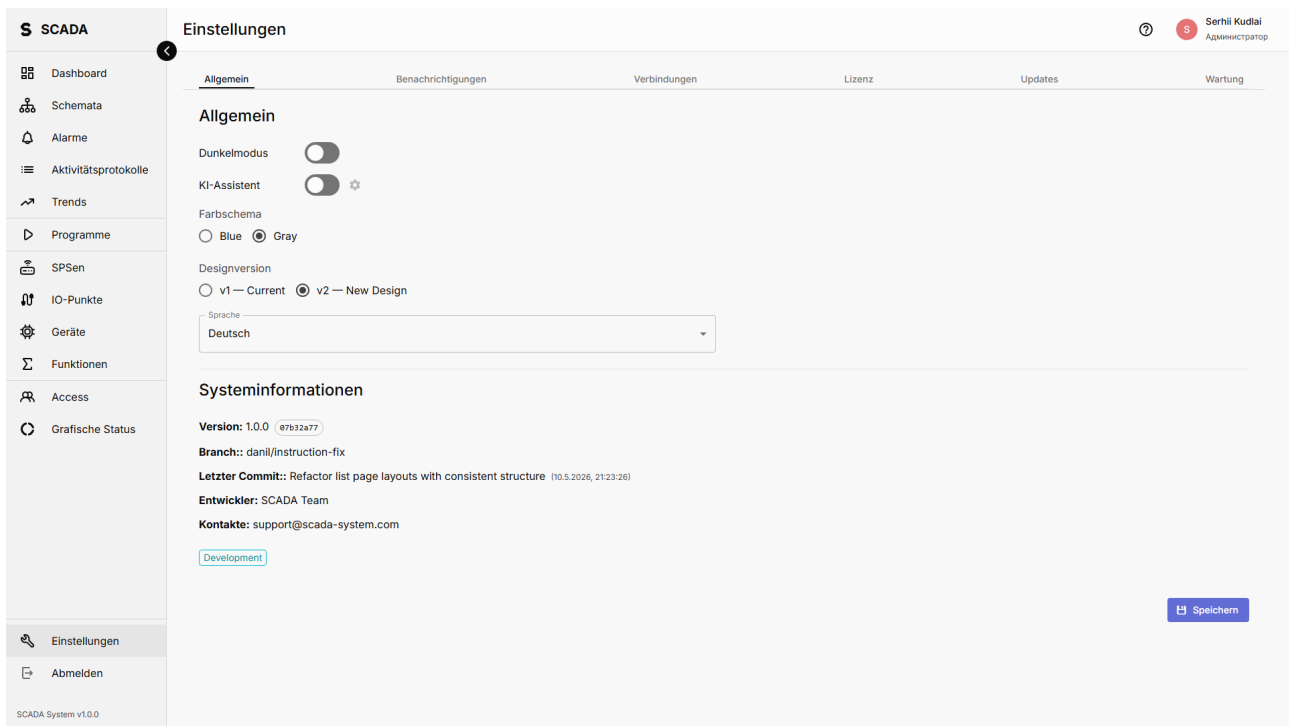 S SCADA
Einstellungen
S
Serhii Kudlai
Администратор
Dashboard
Schemata
Alarme
Aktivitätsprotokolle
Trends
Programme
SPSen
IO-Punkte
Geräte
Funktionen
Access
Grafische Status
Einstellungen
Abmelden
SCADA System v1.0.0
Allgemein Benachrichtigungen Verbindungen Lizenz Updates Wartung
Allgemein
Dunkelmodus
KI-Assistent
Farbschema
Blue Gray
Designversion
v1 — Current v2 — New Design
Sprache
Deutsch
Systeminformationen
Version: 1.0.0 07b32a77
Branch:: danil/instruction-fix
Letzter Commit:: Refactor list page layouts with consistent structure (10.5.2026, 21:23:26)
Entwickler: SCADA Team
Kontakte: support@scada-system.com
Development
Speichern